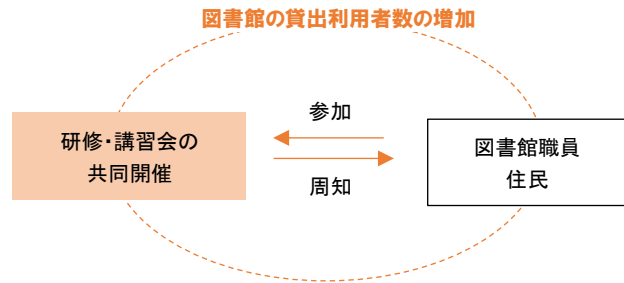 図書館の貸出利用者数の増加
研修・講習会の
共同開催
参加
周知
図書館職員
住民